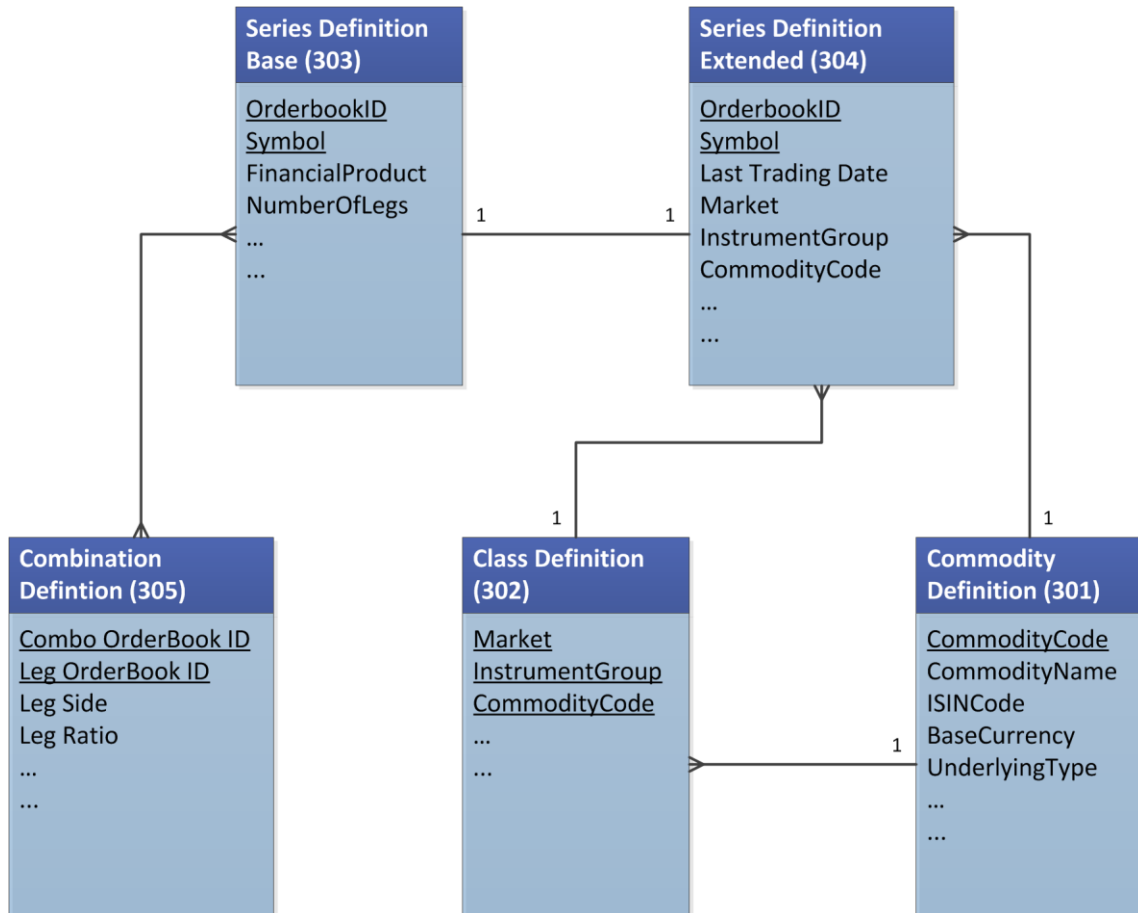 Series Definition
Base (303)
OrderbookID
Symbol
FinancialProduct
NumberOfLegs
...
...
Series Definition
Extended (304)
OrderbookID
Symbol
Last Trading Date
Market
InstrumentGroup
CommodityCode
...
...
1
1
1
1
1
Combination
Defintion (305)
Combo OrderBook ID
Leg OrderBook ID
Leg Side
Leg Ratio
...
...
Class Definition
(302)
Market
InstrumentGroup
CommodityCode
...
...
Commodity
Definition (301)
CommodityCode
CommodityName
ISINCode
BaseCurrency
UnderlyingType
...
...